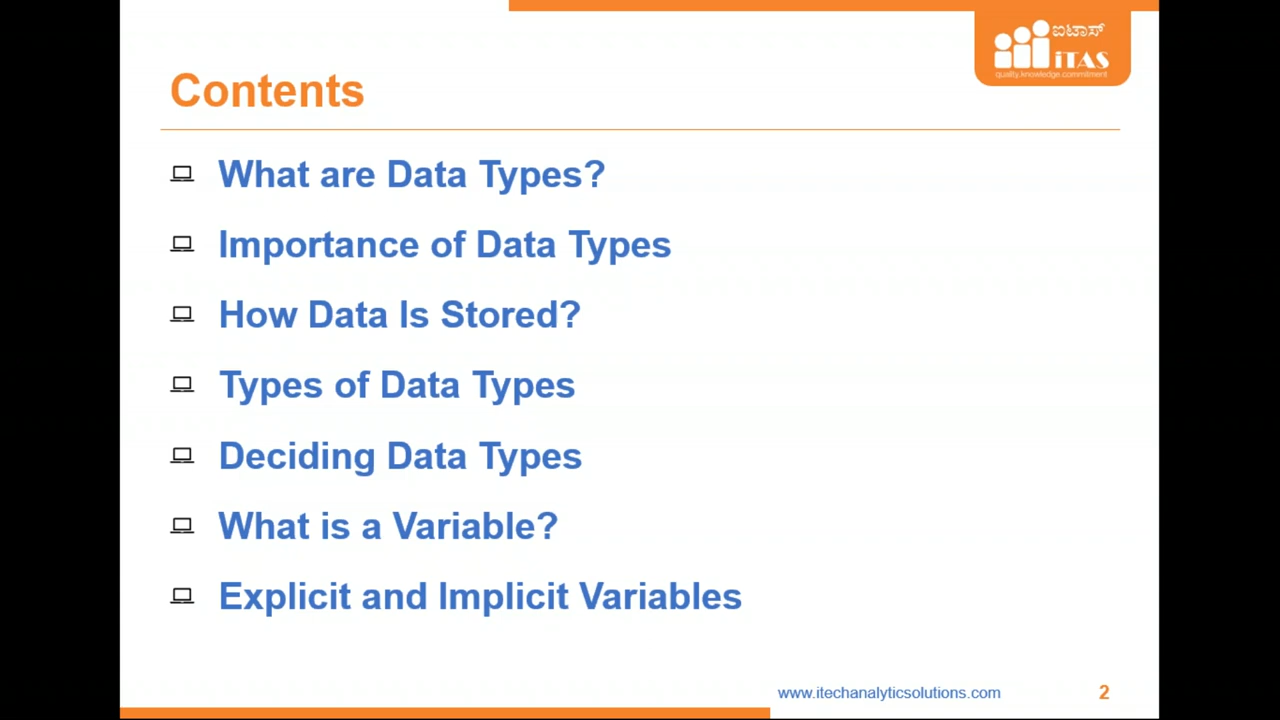 ಐಟಾಸ್
iTAS
quality.knowledge.commitment
Contents
What are Data Types?
Importance of Data Types
How Data Is Stored?
Types of Data Types
Deciding Data Types
What is a Variable?
Explicit and Implicit Variables
www.itechanalyticsolutions.com
2